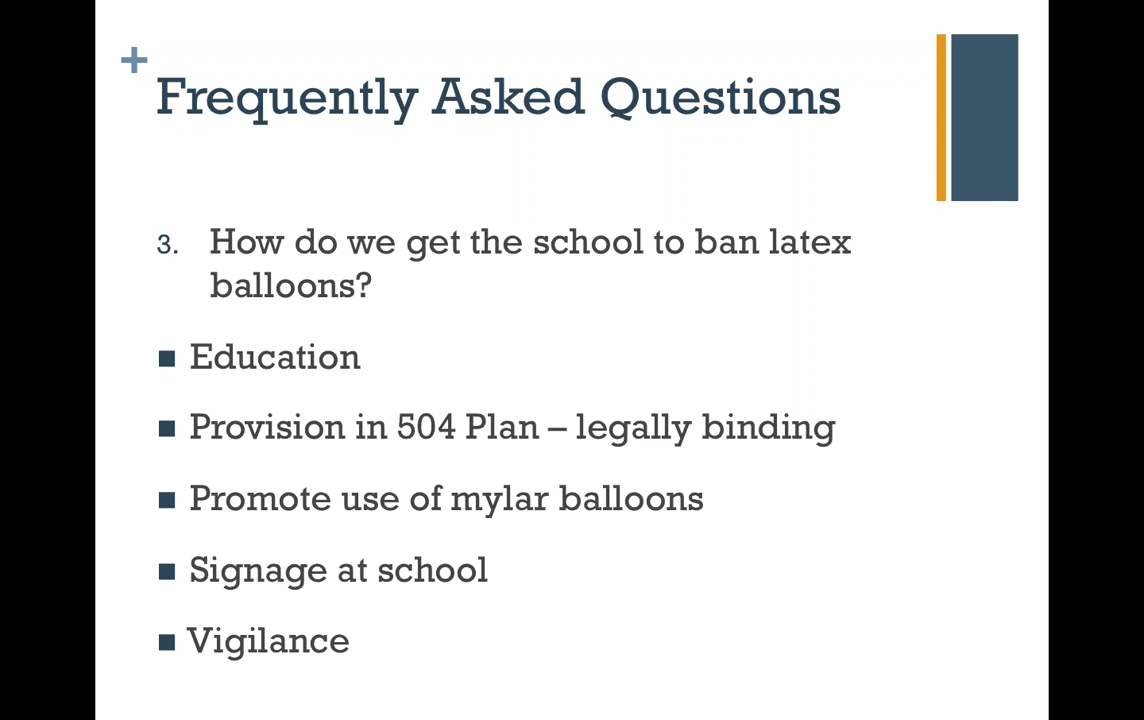 +
Frequently Asked Questions
3. How do we get the school to ban latex
balloons?
■ Education
■ Provision in 504 Plan – legally binding
■ Promote use of mylar balloons
■ Signage at school
■ Vigilance